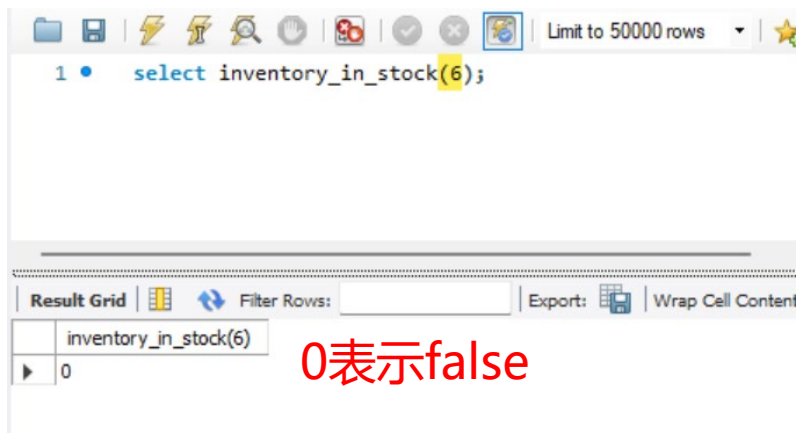 Limit to 50000 rows
1 select inventory_in_stock(6);
Result Grid Filter Rows: Export: Wrap Cell Content
inventory_in_stock(6)
0
0表示false